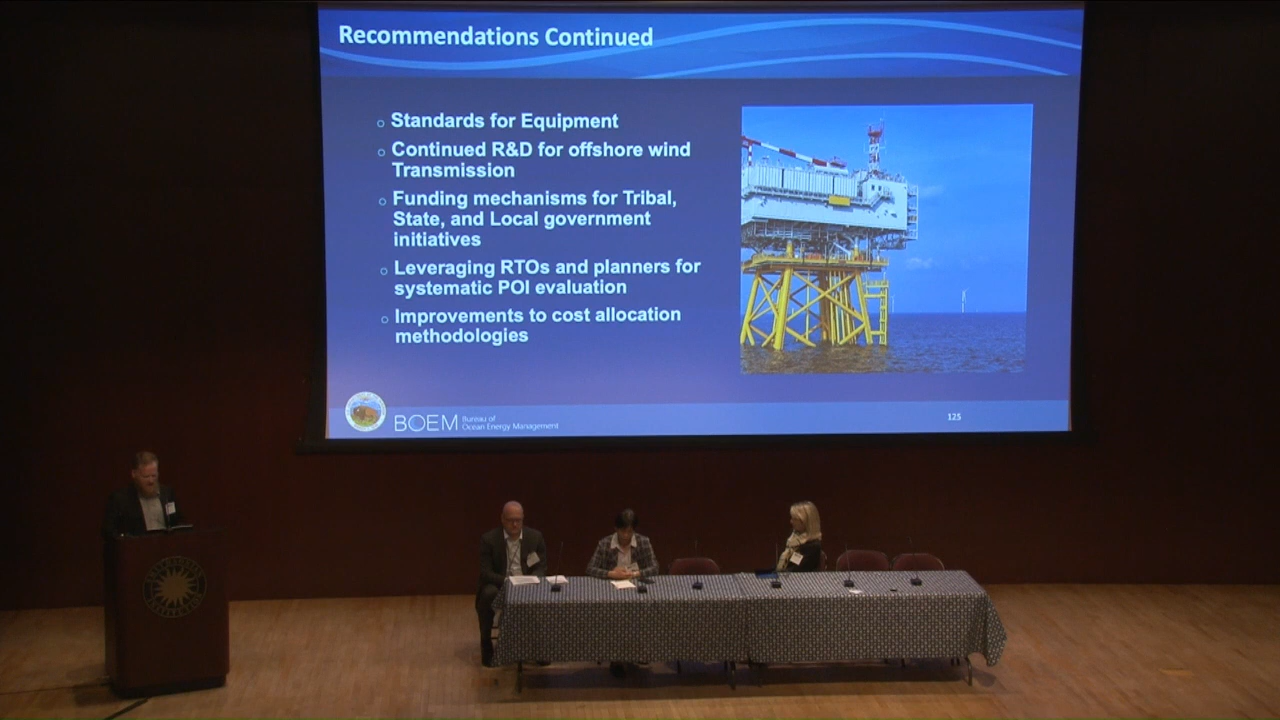 Recommendations Continued
Standards for Equipment
Continued R&D for offshore wind
Transmission
Funding mechanisms for Tribal,
State, and Local government
initiatives
Leveraging RTOs and planners for
systematic POI evaluation
Improvements to cost allocation
methodologies
BOEM
Bureau of
Ocean Energy Management
125